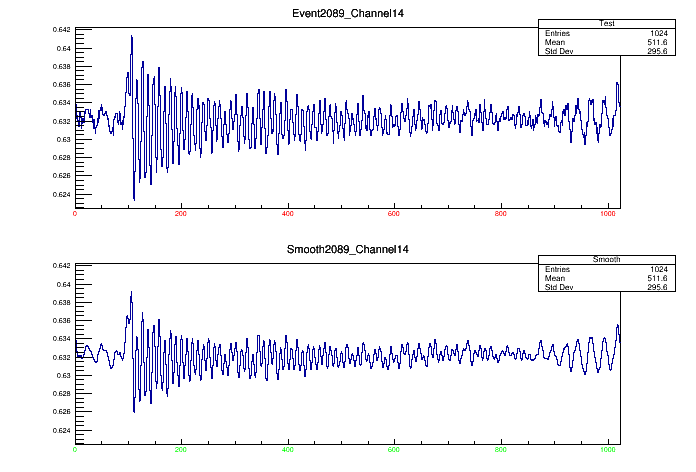 Event2089_Channel14
Test
Entries 1024
Mean 511.6
Std Dev 295.6
0.642
0.64
0.638
0.636
0.634
0.632
0.63
0.628
0.626
0.624
0 200 400 600 800 1000
Smooth2089_Channel14
Smooth
Entries 1024
Mean 511.6
Std Dev 295.6
0.642
0.64
0.638
0.636
0.634
0.632
0.63
0.628
0.626
0.624
0.622
0 200 400 600 800 1000